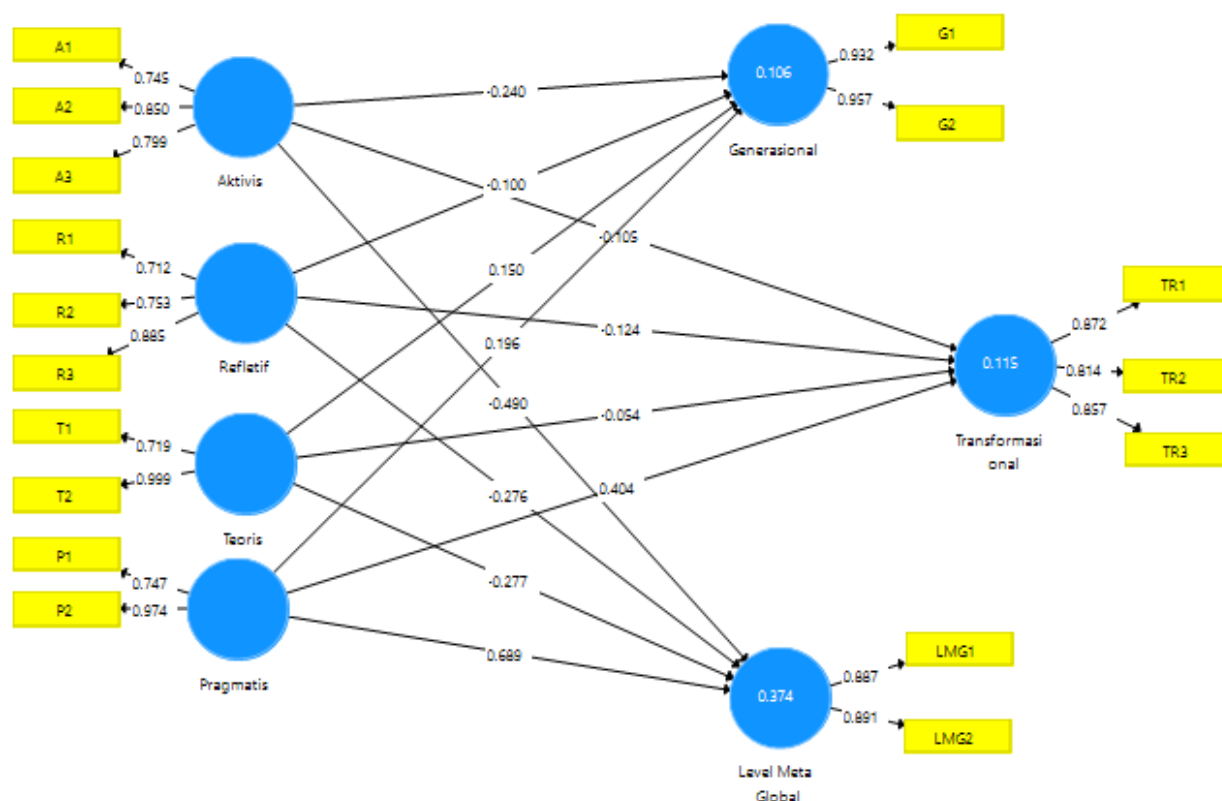 A1
0.745
A2
0.850
0.799
A3
Aktivis
R1
0.712
R2
0.753
0.885
R3
Refletif
T1
0.719
T2
0.999
Teoris
P1
0.747
P2
0.974
Pragmatis
-0.240
-0.100
-0.105
0.150
-0.124
0.196
-0.490
-0.054
-0.276
0.404
-0.277
0.689
0.106
Generasional
0.932
G1
0.957
G2
0.115
Transformasi
onal
TR1
0.872
0.814
TR2
0.857
TR3
0.374
Level Meta
Global
LMG1
0.887
0.891
LMG2